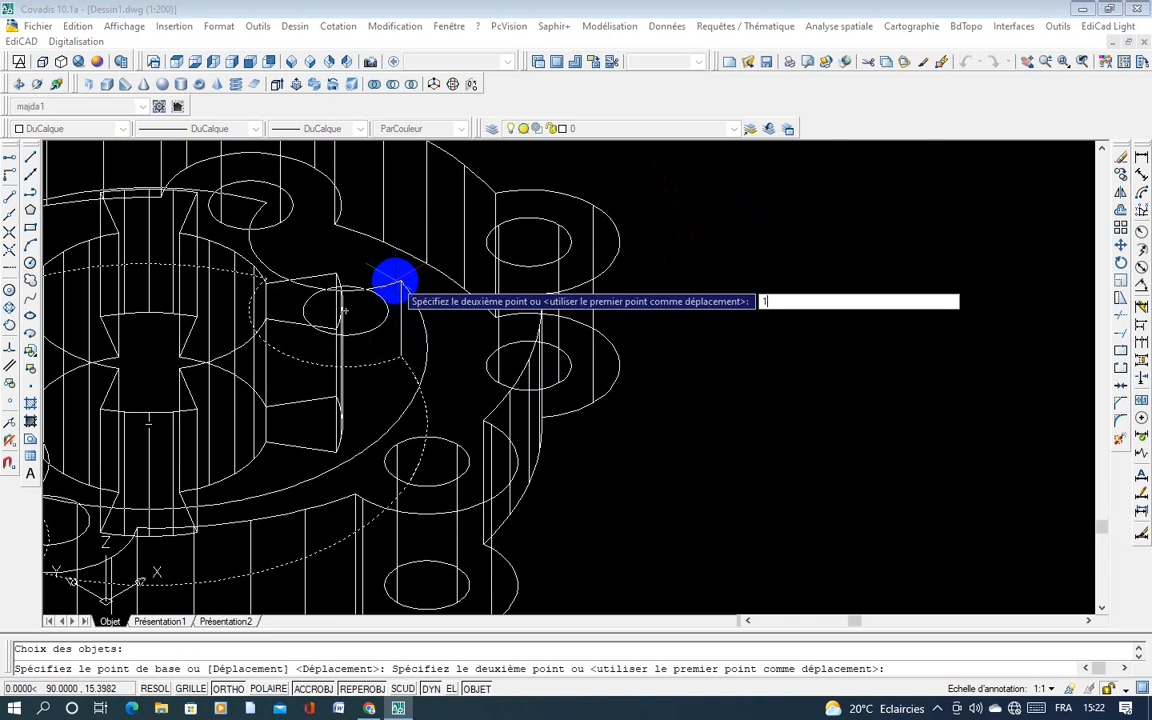 Covadis 10.1a - [Dessin1.dwg (1:200)]
Fichier Edition Affichage Insertion Format Outils Dessin Cotation Modification Fenêtre ? PcVision Saphir+ Modélisation Données Requêtes / Thématique Analyse spatiale Cartographie BdTopo Interfaces EdiCAD Light
EdiCAD Digitalisation
majda1
DuCalque DuCalque DuCalque ParCouleur 0
Spécifiez le deuxième point ou <utiliser le premier point comme déplacement>: 1
Z
Y X
Objet Présentation1 Présentation2
Choix des objets:
Spécifiez le point de base ou [Déplacement] <Déplacement>: Spécifiez le deuxième point ou <utiliser le premier point comme déplacement>:
0.0000< 90.0000 , 15.3982 RESOL GRILLE ORTHO POLAIRE ACCROBJ REPEROBJ SCUD DYN EL OBJET Echelle d'annotation: 1:1
20°C Eclaircies FRA 15:22